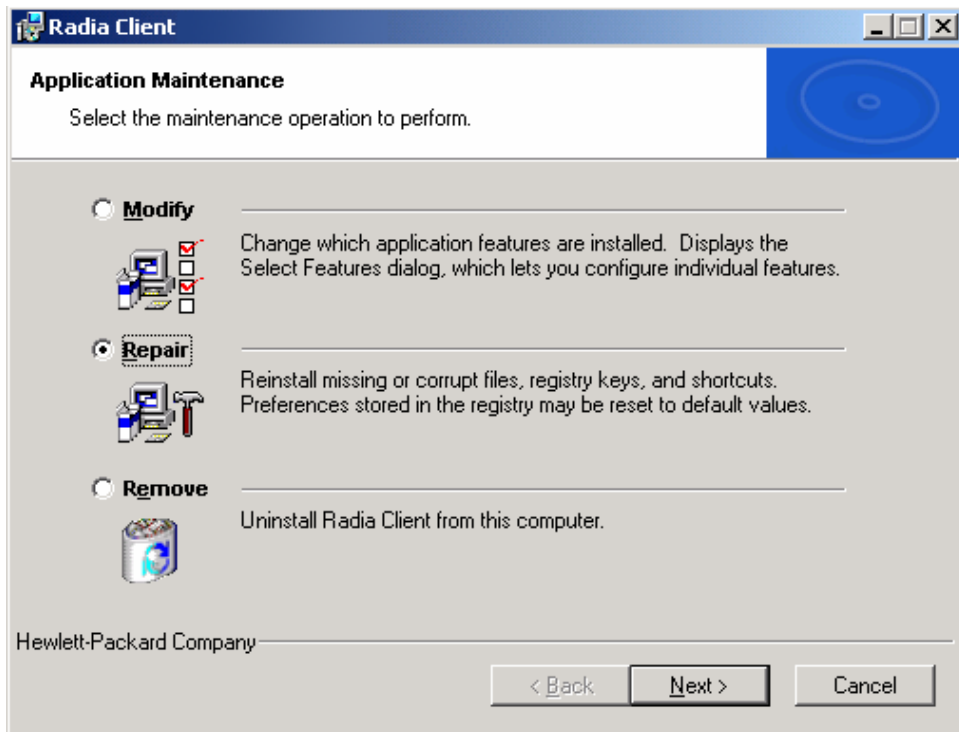 Radia Client
Application Maintenance
Select the maintenance operation to perform.
Modify
Change which application features are installed. Displays the
Select Features dialog, which lets you configure individual features.
Repair
Reinstall missing or corrupt files, registry keys, and shortcuts.
Preferences stored in the registry may be reset to default values.
Remove
Uninstall Radia Client from this computer.
Hewlett-Packard Company
< Back
Next >
Cancel